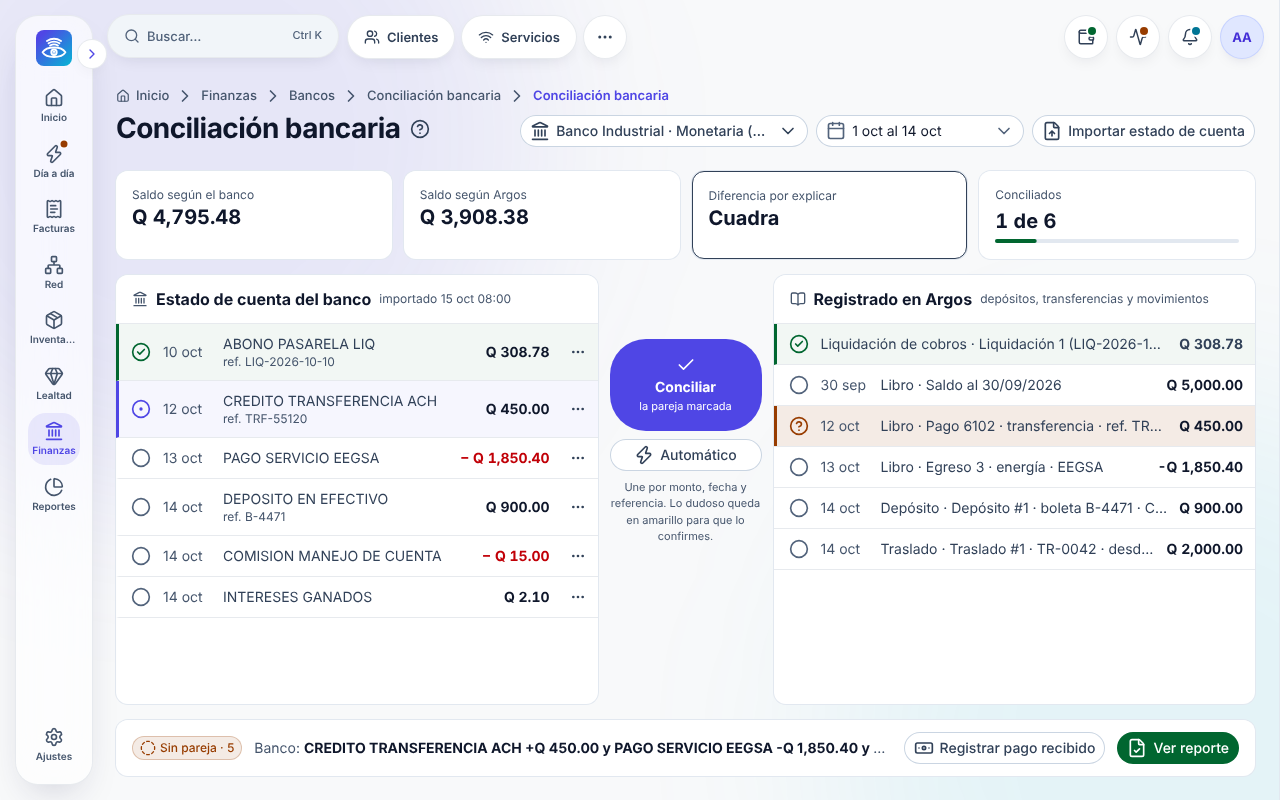 Buscar...
Ctrl K
Clientes
Servicios
AA
Inicio
Día a día
Facturas
Red
Inventa...
Lealtad
Finanzas
Reportes
Ajustes
Inicio > Finanzas > Bancos > Conciliación bancaria > Conciliación bancaria
Conciliación bancaria
Banco Industrial · Monetaria (...
1 oct al 14 oct
Importar estado de cuenta
Saldo según el banco
Q 4,795.48
Saldo según Argos
Q 3,908.38
Diferencia por explicar
Cuadra
Conciliados
1 de 6
Estado de cuenta del banco importado 15 oct 08:00
10 oct ABONO PASARELA LIQ Q 308.78
ref. LIQ-2026-10-10
12 oct CREDITO TRANSFERENCIA ACH Q 450.00
ref. TRF-55120
13 oct PAGO SERVICIO EEGSA − Q 1,850.40
14 oct DEPOSITO EN EFECTIVO Q 900.00
ref. B-4471
14 oct COMISION MANEJO DE CUENTA − Q 15.00
14 oct INTERESES GANADOS Q 2.10
Conciliar
la pareja marcada
Automático
Une por monto, fecha y
referencia. Lo dudoso queda
en amarillo para que lo
confirmes.
Registrado en Argos depósitos, transferencias y movimientos
Liquidación de cobros · Liquidación 1 (LIQ-2026-1... Q 308.78
30 sep Libro · Saldo al 30/09/2026 Q 5,000.00
12 oct Libro · Pago 6102 · transferencia · ref. TR... Q 450.00
13 oct Libro · Egreso 3 · energía · EEGSA -Q 1,850.40
14 oct Depósito · Depósito #1 · boleta B-4471 · C... Q 900.00
14 oct Traslado · Traslado #1 · TR-0042 · desd... Q 2,000.00
Sin pareja · 5
Banco: CREDITO TRANSFERENCIA ACH +Q 450.00 y PAGO SERVICIO EEGSA -Q 1,850.40 y ...
Registrar pago recibido
Ver reporte